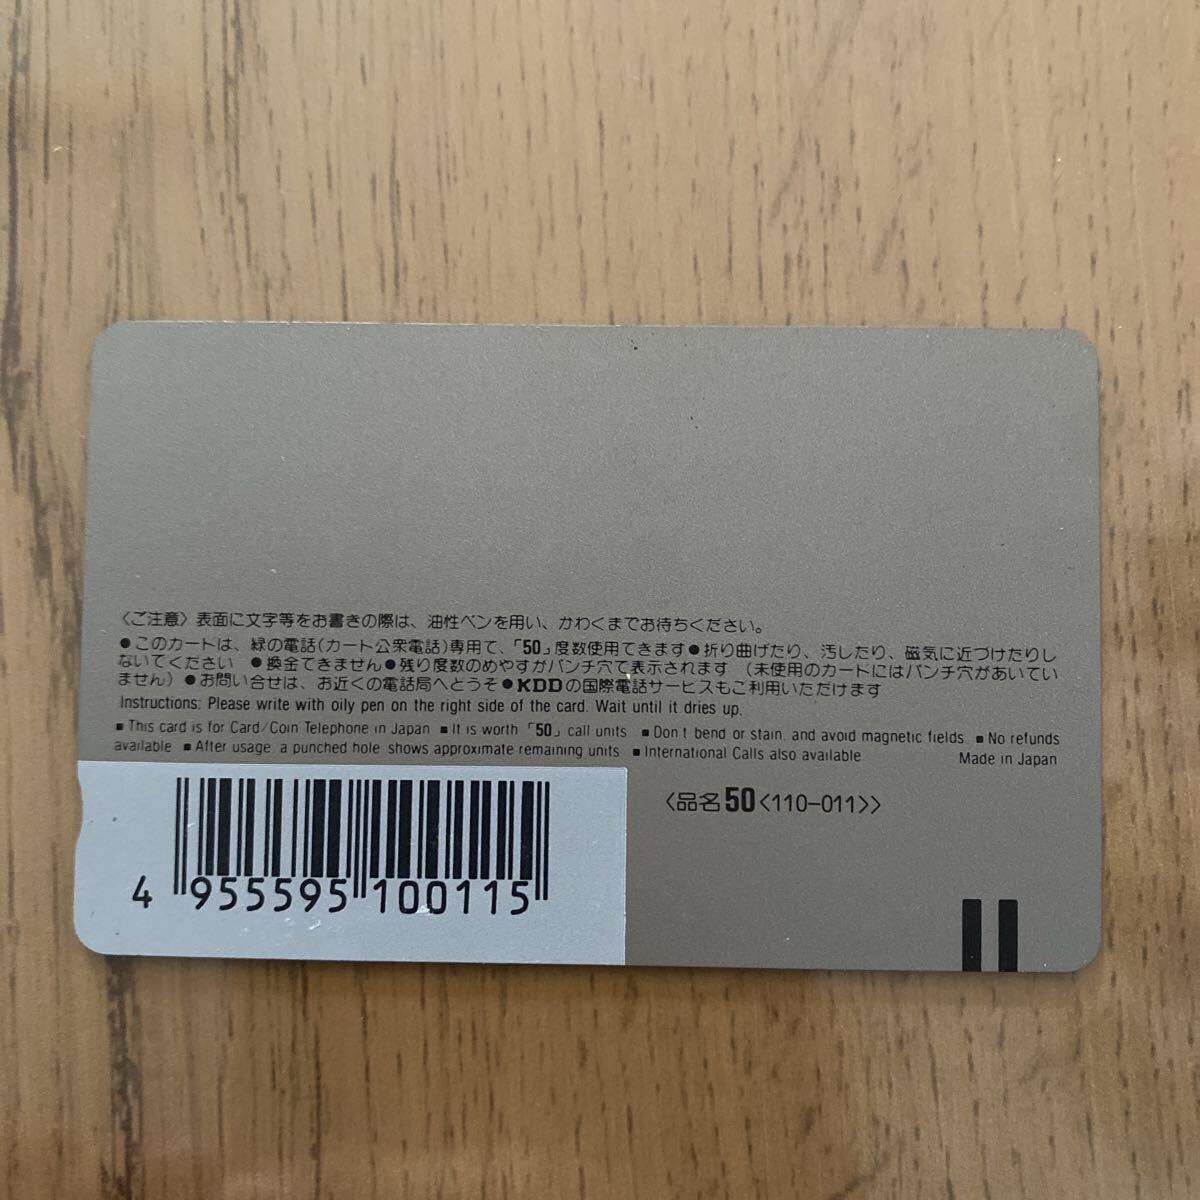 〈ご注意〉表面に文字等をお書きの際は、油性ペンを用い、かわくまでお待ちください。
●このカードは、緑の電話(カード公衆電話)専用で、「50」度数使用できます●折り曲げたり、汚したり、磁気に近づけたりし
ないでください ●換金できません●残り度数のめやすがパンチ穴で表示されます (未使用のカードにはパンチ穴があいてい
ません)●お問い合せは、お近くの電話局へどうぞ●KDDの国際電話サービスもご利用いただけます
Instructions: Please write with oily pen on the right side of the card. Wait until it dries up.
■This card is for Card/Coin Telephone in Japan ■It is worth「50」call units ■Don't bend or stain, and avoid magnetic fields ■No refunds
available ■After usage, a punched hole shows approximate remaining units ■International Calls also available Made in Japan
〈品名50<110-011>〉
4 955595 100115